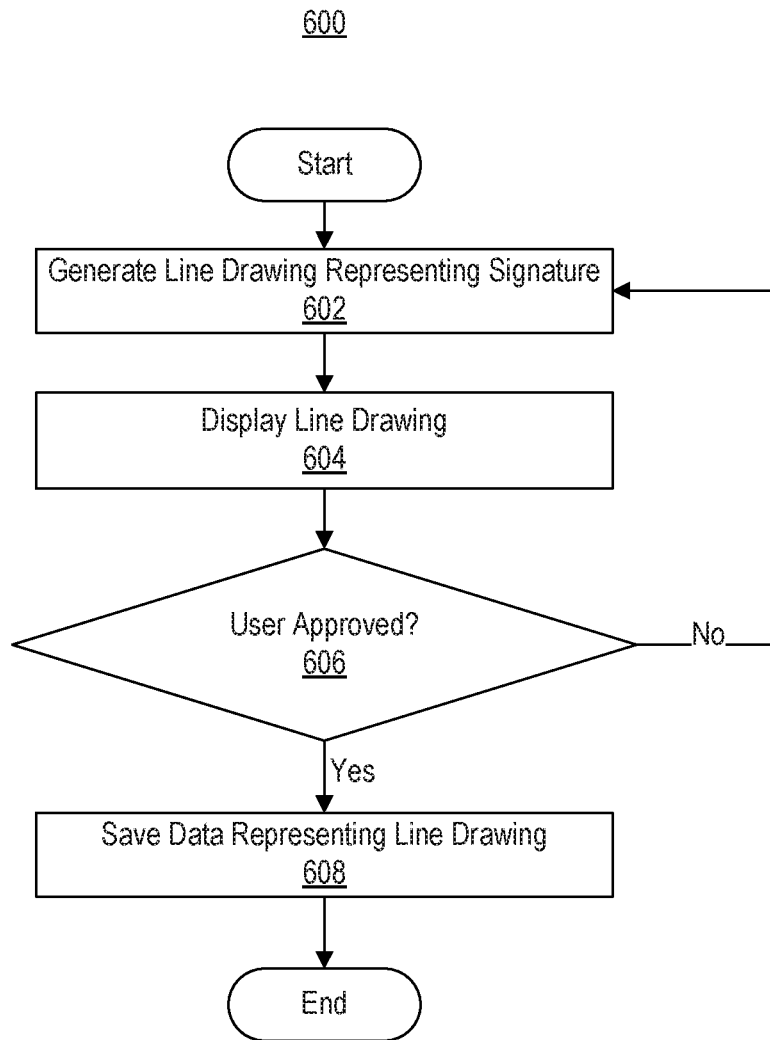 600
Start
Generate Line Drawing Representing Signature
602
Display Line Drawing
604
User Approved?
606
No
Yes
Save Data Representing Line Drawing
608
End